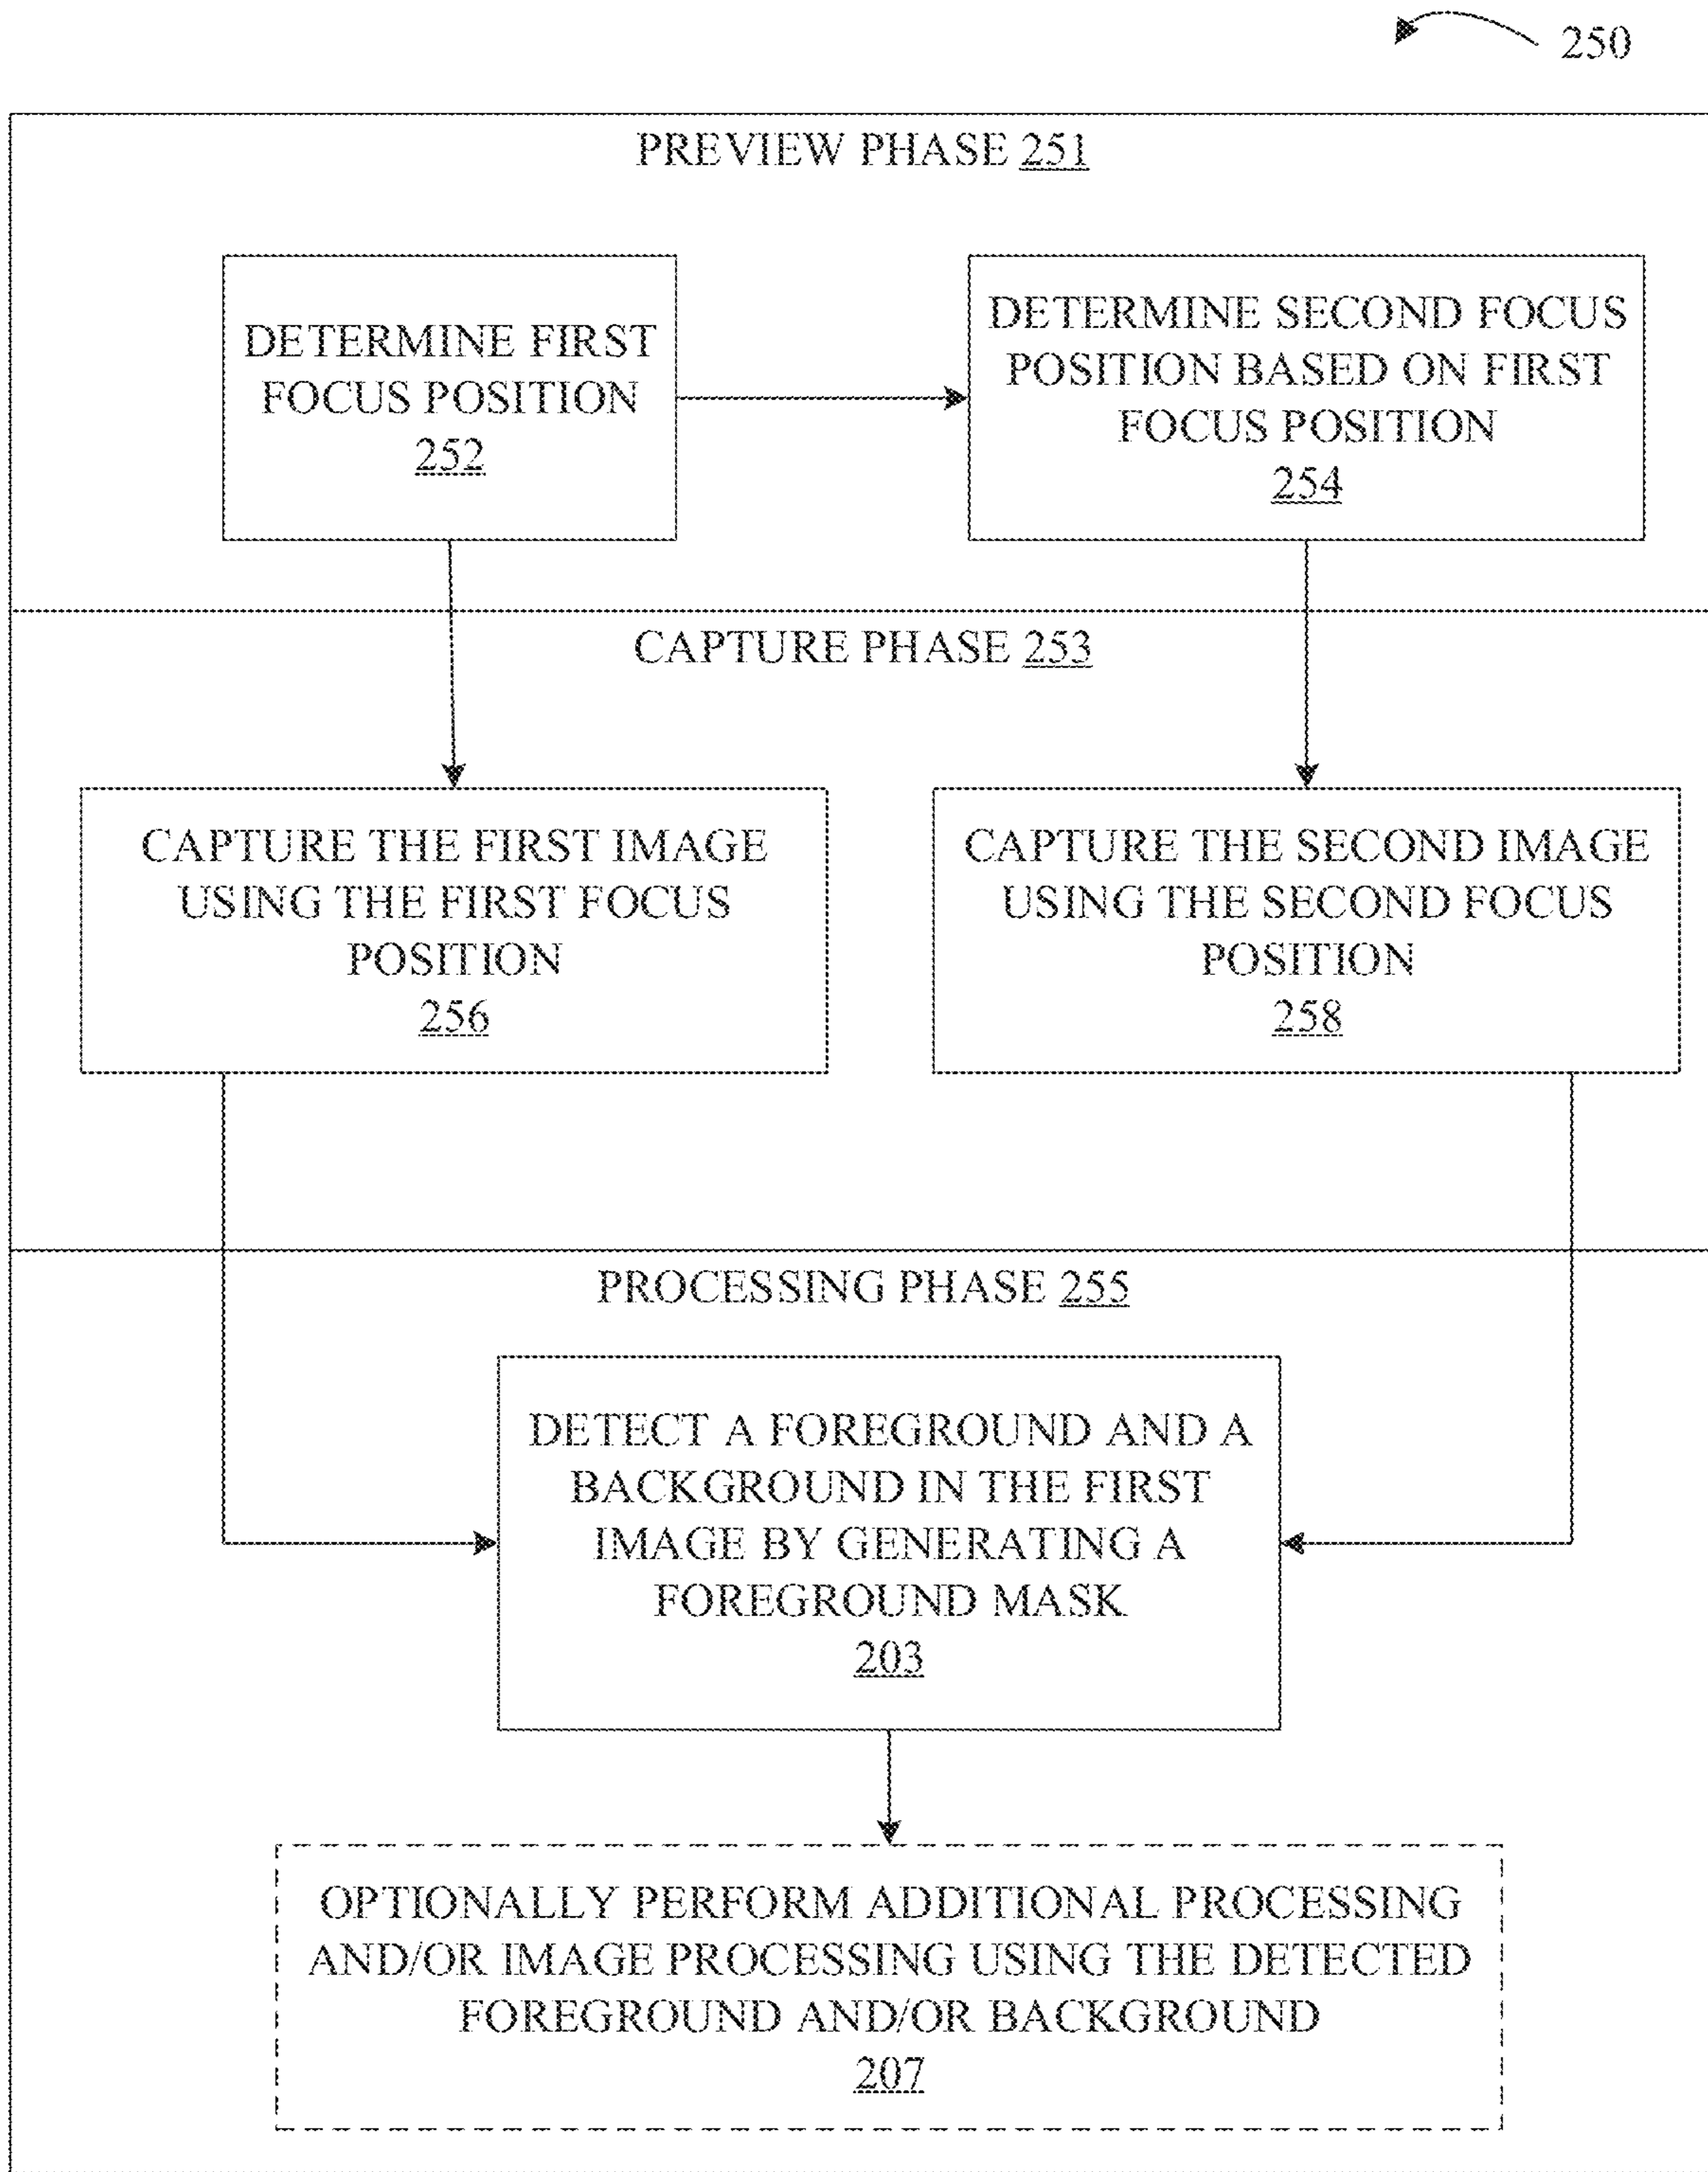 250
PREVIEW PHASE 251
DETERMINE FIRST
FOCUS POSITION
252
DETERMINE SECOND FOCUS
POSITION BASED ON FIRST
FOCUS POSITION
254
CAPTURE PHASE 253
CAPTURE THE FIRST IMAGE
USING THE FIRST FOCUS
POSITION
256
CAPTURE THE SECOND IMAGE
USING THE SECOND FOCUS
POSITION
258
PROCESSING PHASE 255
DETECT A FOREGROUND AND A
BACKGROUND IN THE FIRST
IMAGE BY GENERATING A
FOREGROUND MASK
203
OPTIONALLY PERFORM ADDITIONAL PROCESSING
AND/OR IMAGE PROCESSING USING THE DETECTED
FOREGROUND AND/OR BACKGROUND
207